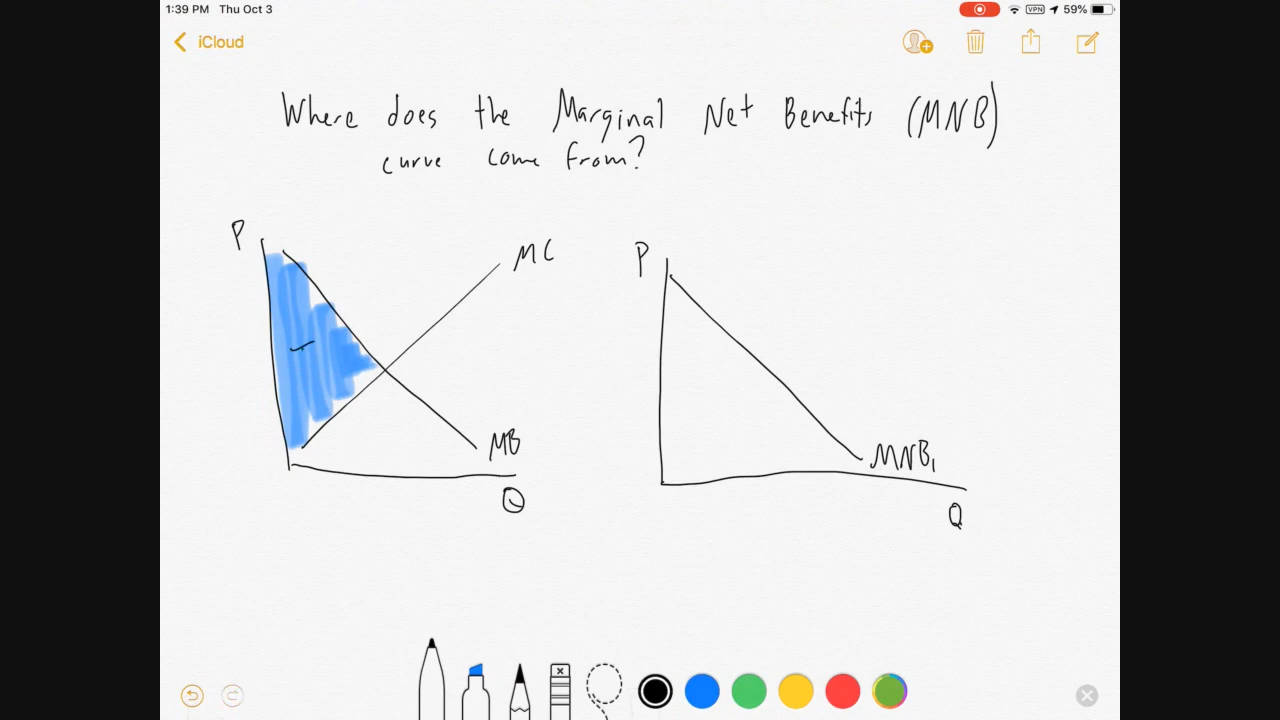 1:39 PM Thu Oct 3
VPN 59%
iCloud
Where does the Marginal Net Benefits (MNB)
curve come from?
P
MC
MB
Q
P
MNB1
Q